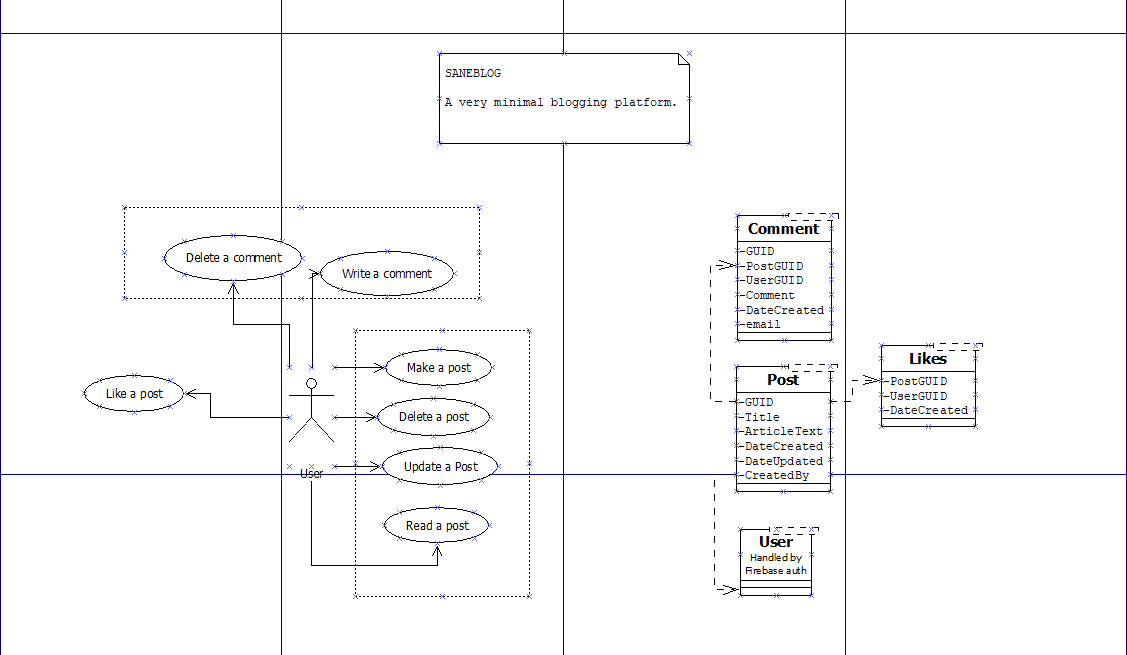 SANEBLOG
A very minimal blogging platform.
Delete a comment
Write a comment
Like a post
Make a post
Delete a post
Update a Post
Read a post
User
Comment
-GUID
-PostGUID
-UserGUID
-Comment
-DateCreated
-email
Post
-GUID
-Title
-ArticleText
-DateCreated
-DateUpdated
-CreatedBy
Likes
-PostGUID
-UserGUID
-DateCreated
User
Handled by
Firebase auth